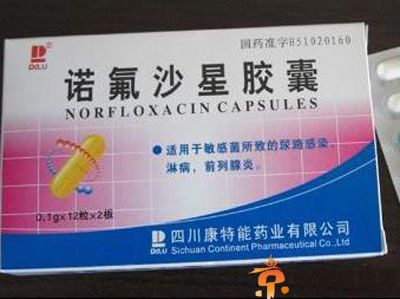 国药准字H51020160
DELU
诺氟沙星胶囊
NORFLOXACIN CAPSULES
适用于敏感菌所致的尿路感染、
淋病,前列腺炎。
0.1g×12粒×2板
DELU
四川康特能药业有限公司
Sichuan Continent Pharmaceutical Co.,Ltd
京